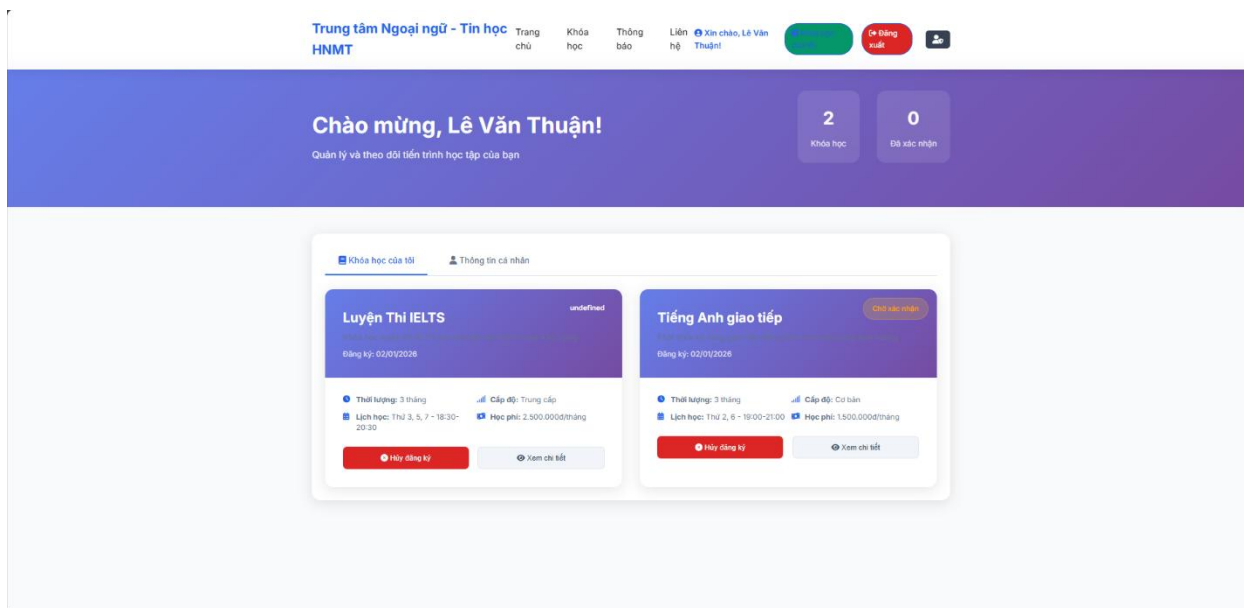 Trung tâm Ngoại ngữ - Tin học
HNMT
Trang
chủ
Khóa
học
Thông
báo
Liên
hệ
Xin chào, Lê Văn
Thuận!
Đăng
xuất
Chào mừng, Lê Văn Thuận!
Quản lý và theo dõi tiến trình học tập của bạn
2
Khóa học
0
Đã xác nhận
Khóa học của tôi
Thông tin cá nhân
Luyện Thi IELTS
undefined
Đăng ký: 02/01/2026
Thời lượng: 3 tháng
Cấp độ: Trung cấp
Lịch học: Thứ 3, 5, 7 - 18:30-
20:30
Học phí: 2.500.000đ/tháng
Hủy đăng ký
Xem chi tiết
Tiếng Anh giao tiếp
Chờ xác nhận
Đăng ký: 02/01/2026
Thời lượng: 3 tháng
Cấp độ: Cơ bản
Lịch học: Thứ 2, 6 - 19:00-21:00
Học phí: 1.500.000đ/tháng
Hủy đăng ký
Xem chi tiết